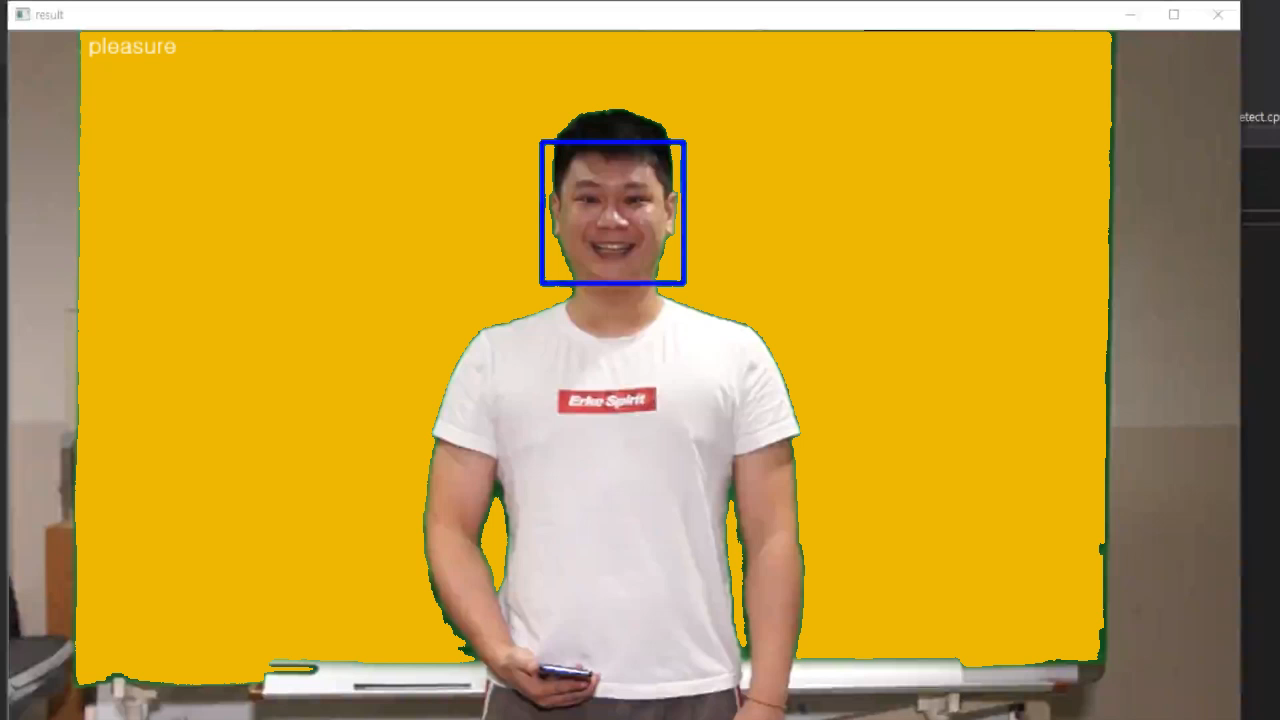 result
pleasure
etect.cp
Erke Spirit